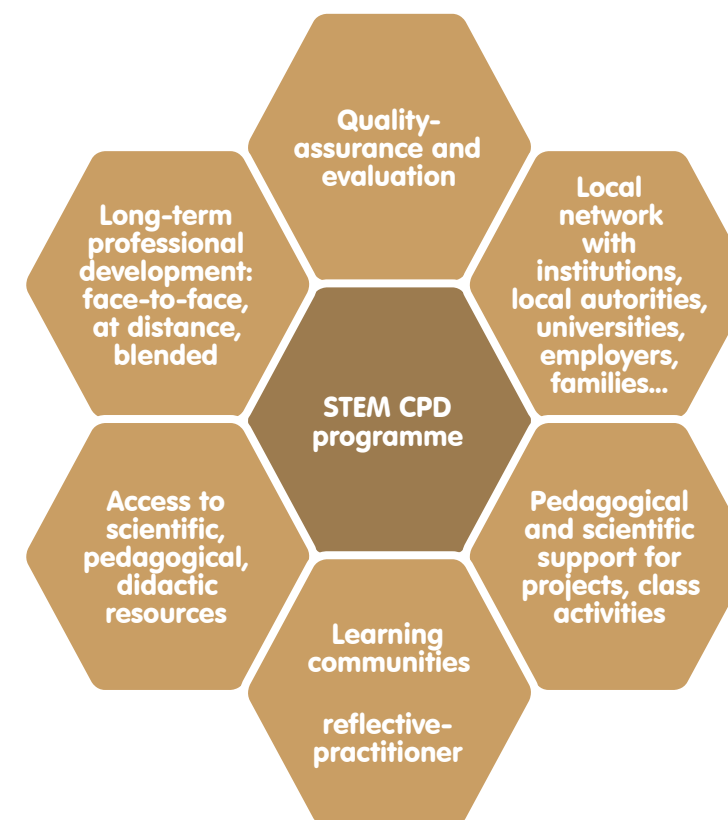 Quality-
assurance and
evaluation
Long-term
professional
development:
face-to-face,
at distance,
blended
Local
network
with
institutions,
local autorities,
universities,
employers,
families...
STEM CPD
programme
Access to
scientific,
pedagogical,
didactic
resources
Pedagogical
and scientific
support for
projects, class
activities
Learning
communities
reflective-
practitioner